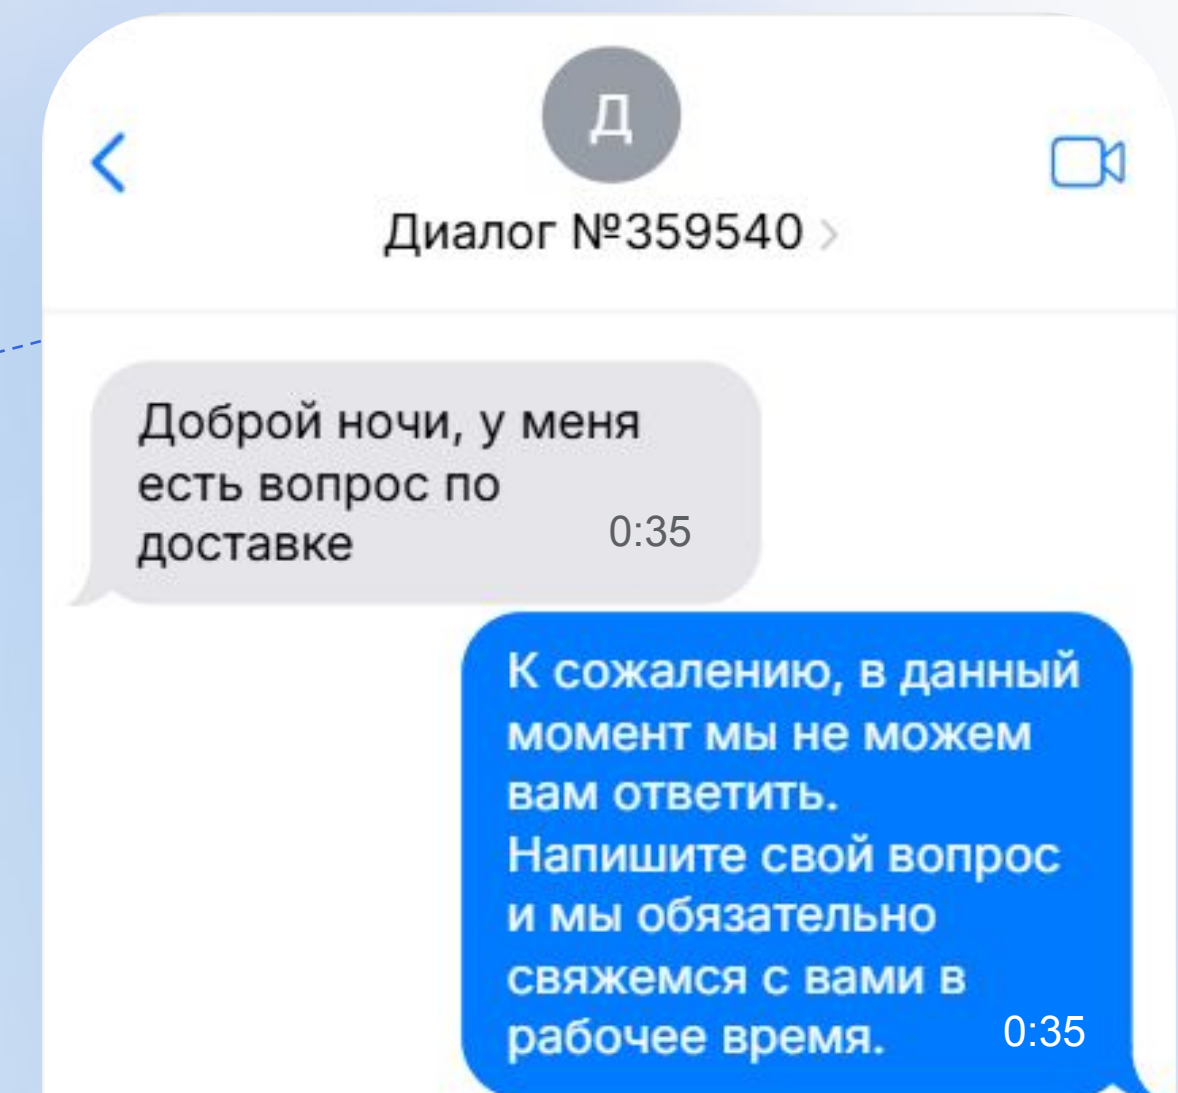 Д
Диалог №359540
Доброй ночи, у меня
есть вопрос по
доставке
0:35
К сожалению, в данный
момент мы не можем
вам ответить.
Напишите свой вопрос
и мы обязательно
свяжемся с вами в
рабочее время.
0:35